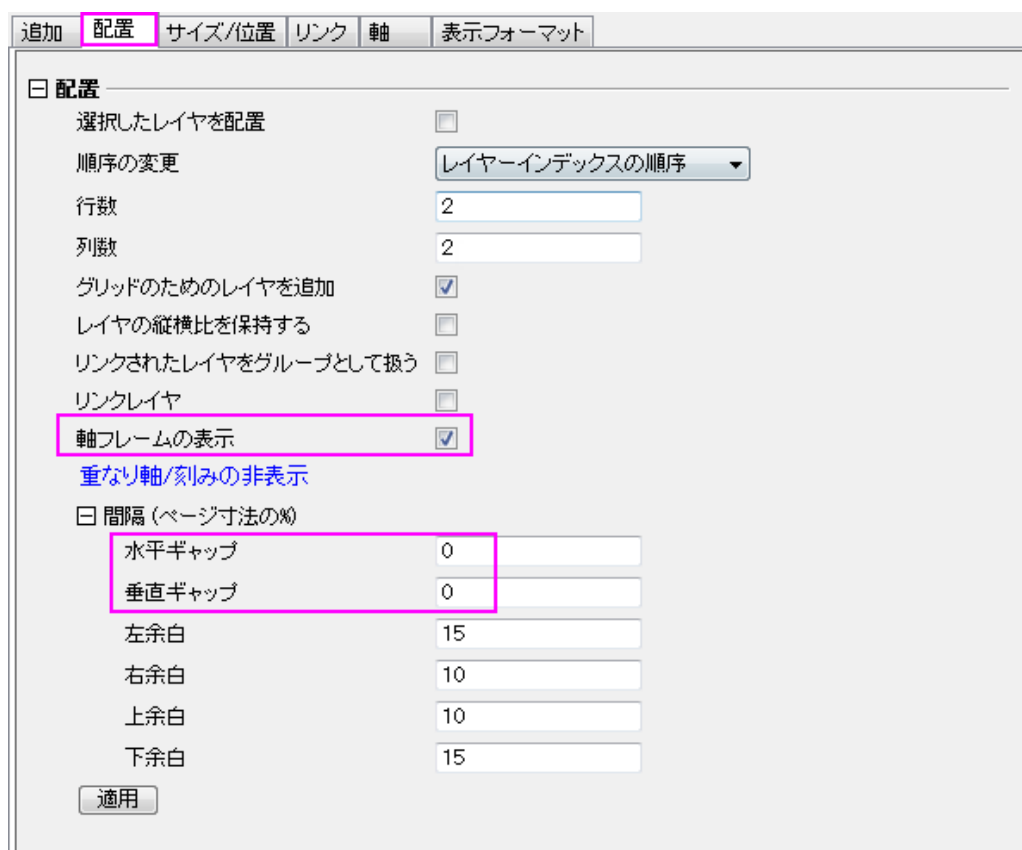 追加 配置 サイズ/位置 リンク 軸 表示フォーマット
配置
選択したレイヤを配置
順序の変更 レイヤーインデックスの順序
行数 2
列数 2
グリッドのためのレイヤを追加
レイヤの縦横比を保持する
リンクされたレイヤをグループとして扱う
リンクレイヤ
軸フレームの表示
重なり軸/刻みの非表示
間隔 (ページ寸法の%)
水平ギャップ 0
垂直ギャップ 0
左余白 15
右余白 10
上余白 10
下余白 15
適用